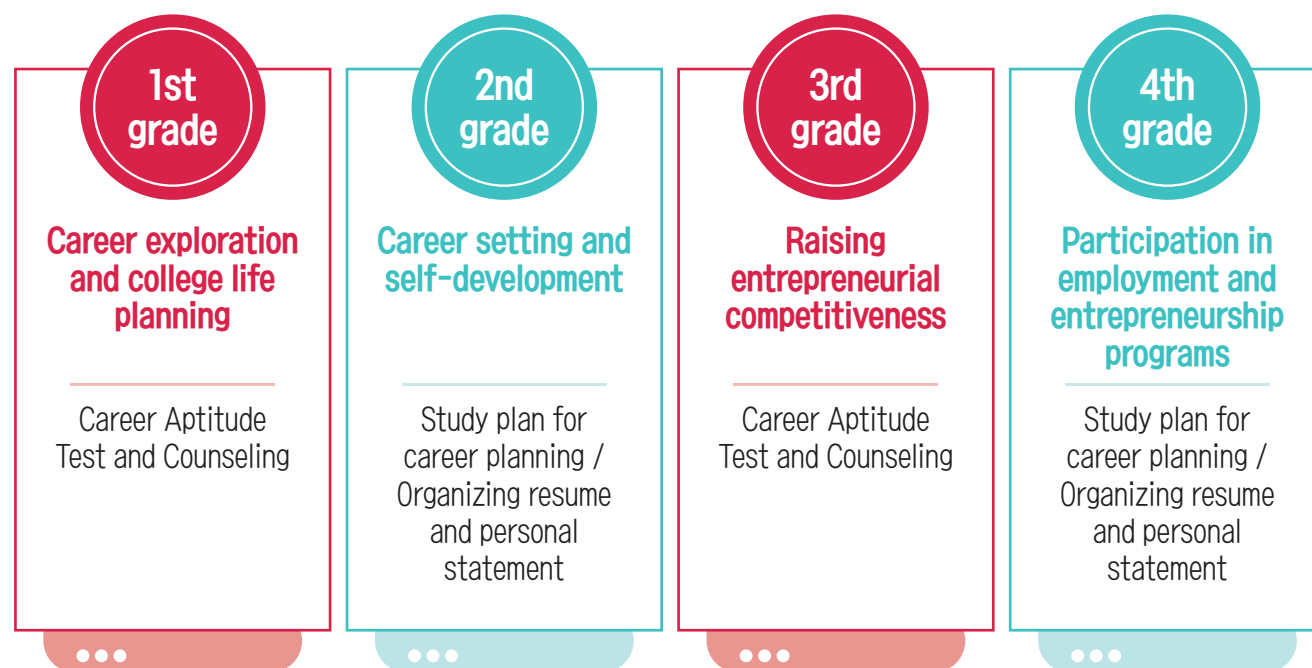 1st
grade
Career exploration
and college life
planning
Career Aptitude
Test and Counseling
2nd
grade
Career setting and
self-development
Study plan for
career planning /
Organizing resume
and personal
statement
3rd
grade
Raising
entrepreneurial
competitiveness
Career Aptitude
Test and Counseling
4th
grade
Participation in
employment and
entrepreneurship
programs
Study plan for
career planning /
Organizing resume
and personal
statement